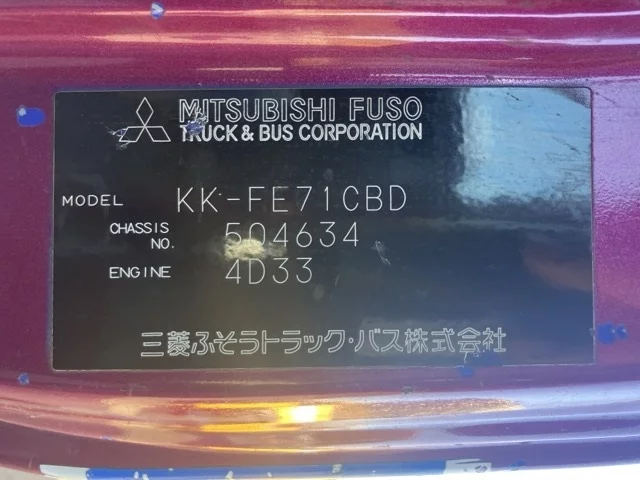 MITSUBISHI FUSO
TRUCK & BUS CORPORATION
MODEL KK-FE71CBD
CHASSIS NO. 504634
ENGINE 4D33
三菱ふそうトラック・バス株式会社